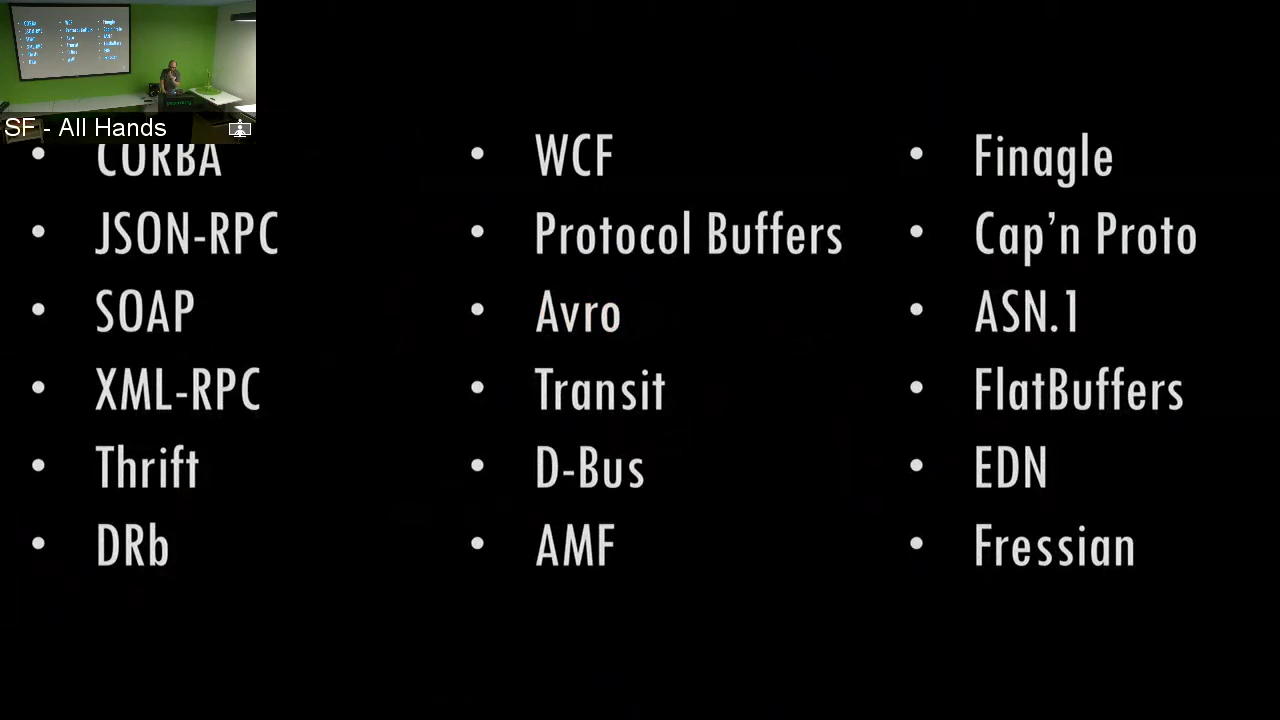 SF - All Hands
• CORBA
• JSON-RPC
• SOAP
• XML-RPC
• Thrift
• DRb
• WCF
• Protocol Buffers
• Avro
• Transit
• D-Bus
• AMF
• Finagle
• Cap’n Proto
• ASN.1
• FlatBuffers
• EDN
• Fressian